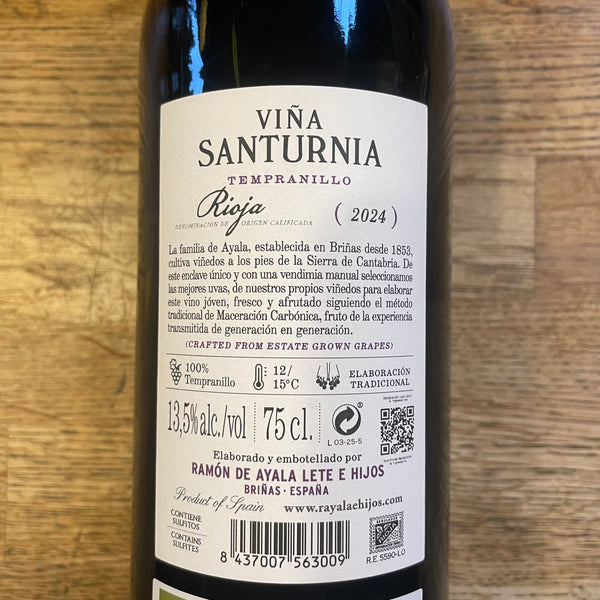 VIÑA
SANTURNIA
TEMPRANILLO
Rioja
DENOMINACIÓN DE ORIGEN CALIFICADA
( 2024 )
La familia de Ayala, establecida en Briñas desde 1853,
cultiva viñedos a los pies de la Sierra de Cantabria. De
este enclave único y con una vendimia manual seleccionamos
las mejores uvas, de nuestros propios viñedos para elaborar
este vino jóven, fresco y afrutado siguiendo el método
tradicional de Maceración Carbónica, fruto de la experiencia
transmitida de generación en generación.
(CRAFTED FROM ESTATE GROWN GRAPES)
100%
Tempranillo
12/
15ºC
ELABORACIÓN
TRADICIONAL
13,5%alc./vol
75 cl.
®
L 03-25-5
Elaborado y embotellado por
RAMÓN DE AYALA LETE E HIJOS
BRIÑAS · ESPAÑA
Product of Spain
www.rayalaehijos.com
CONTIENE
SULFITOS
CONTAINS
SULFITES
8 437007 563009
R.E. 5590-LO